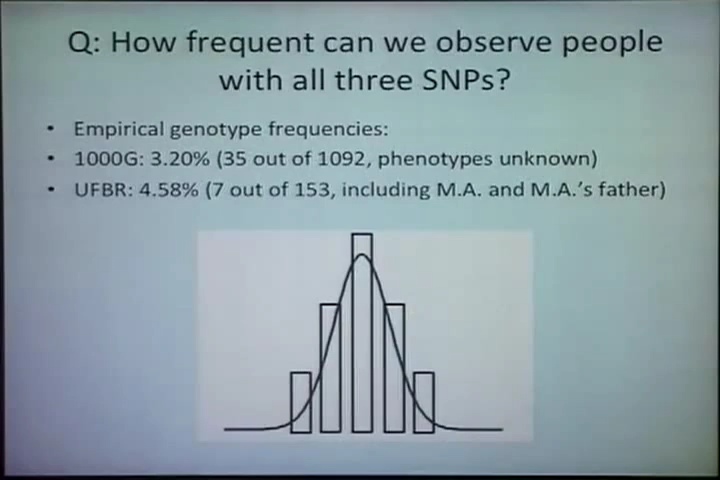 Q: How frequent can we observe people
with all three SNPs?
• Empirical genotype frequencies:
• 1000G: 3.20% (35 out of 1092, phenotypes unknown)
• UFBR: 4.58% (7 out of 153, including M.A. and M.A.'s father)